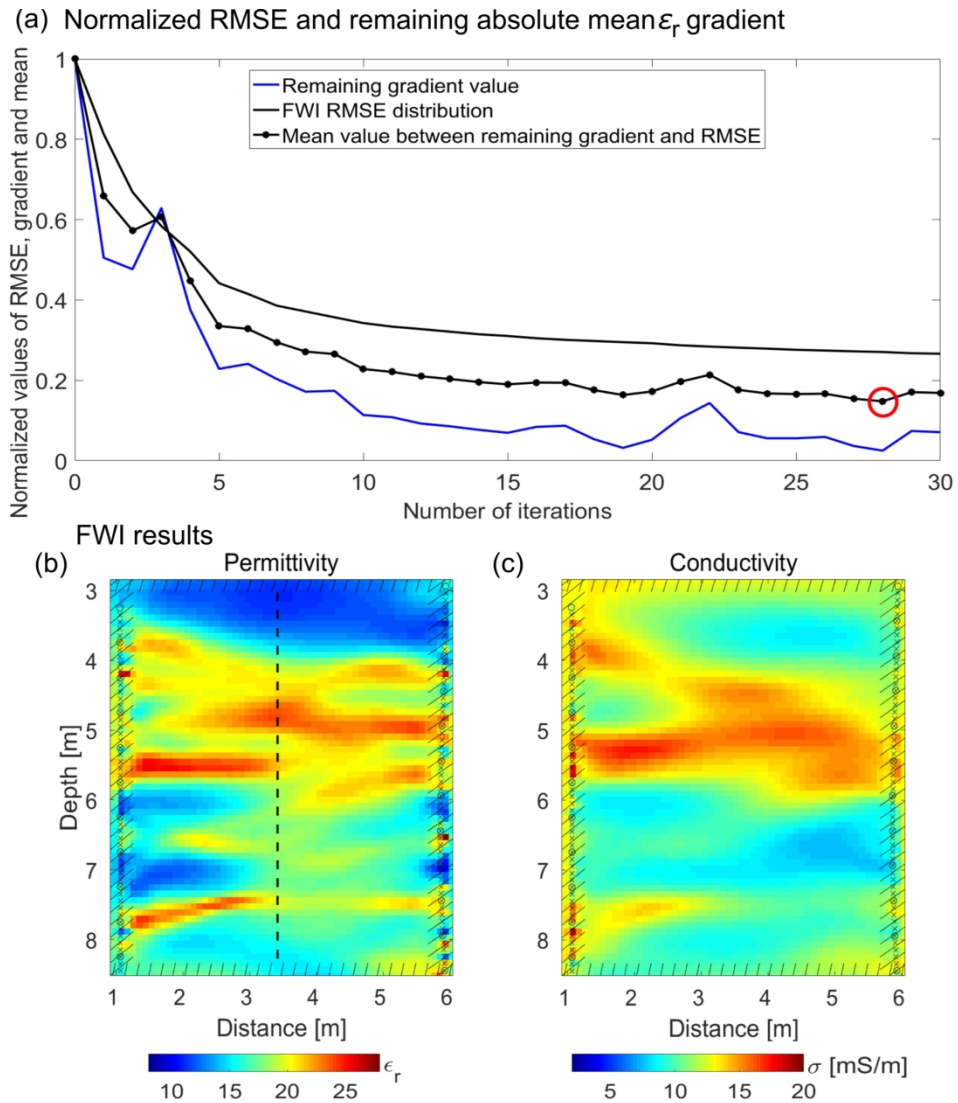 (a) Normalized RMSE and remaining absolute mean εr gradient
Normalized values of RMSE, gradient and mean
1
0.8
0.6
0.4
0.2
0
Remaining gradient value
FWI RMSE distribution
Mean value between remaining gradient and RMSE
0 5 10 15 20 25 30
Number of iterations
FWI results
(b) Permittivity
Depth [m]
3
4
5
6
7
8
1 2 3 4 5 6
Distance [m]
10 15 20 25 ϵr
(c) Conductivity
3
4
5
6
7
8
1 2 3 4 5 6
Distance [m]
5 10 15 20 σ [mS/m]